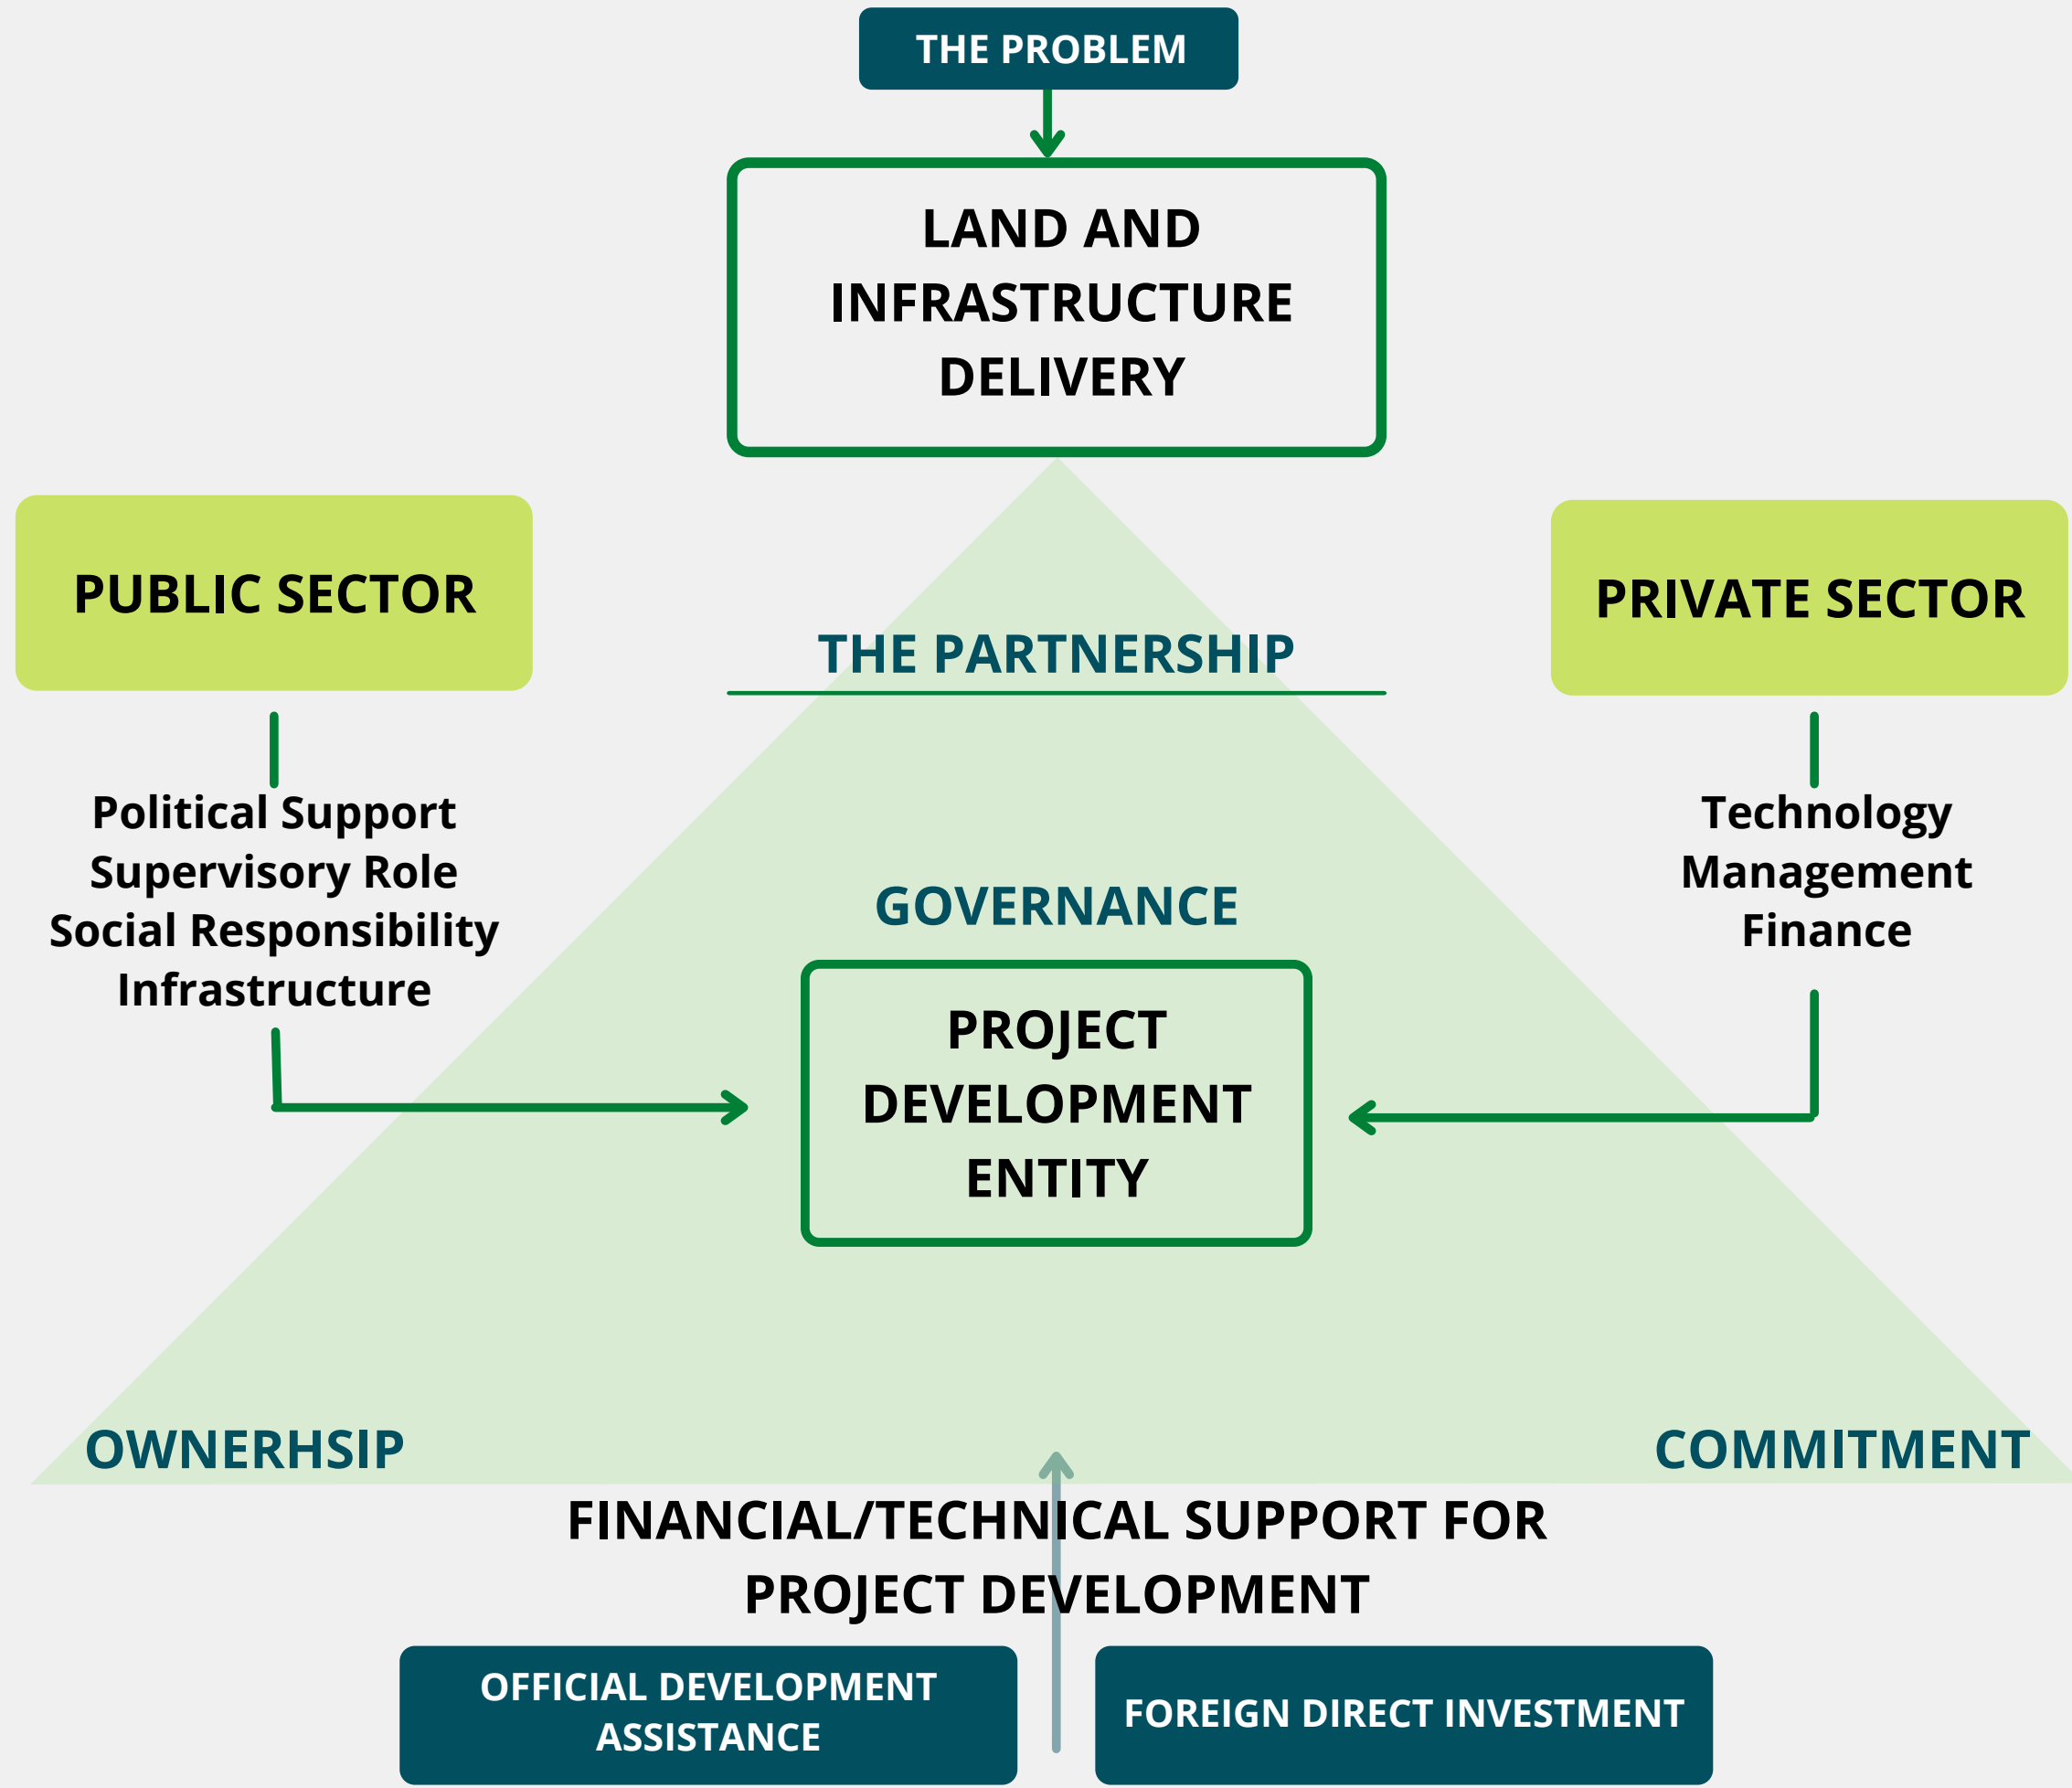 THE PROBLEM
LAND AND
INFRASTRUCTURE
DELIVERY
PUBLIC SECTOR
PRIVATE SECTOR
THE PARTNERSHIP
Political Support
Supervisory Role
Social Responsibility
Infrastructure
Technology
Management
Finance
GOVERNANCE
PROJECT
DEVELOPMENT
ENTITY
OWNERHSIP
COMMITMENT
FINANCIAL/TECHNICAL SUPPORT FOR
PROJECT DEVELOPMENT
OFFICIAL DEVELOPMENT
ASSISTANCE
FOREIGN DIRECT INVESTMENT